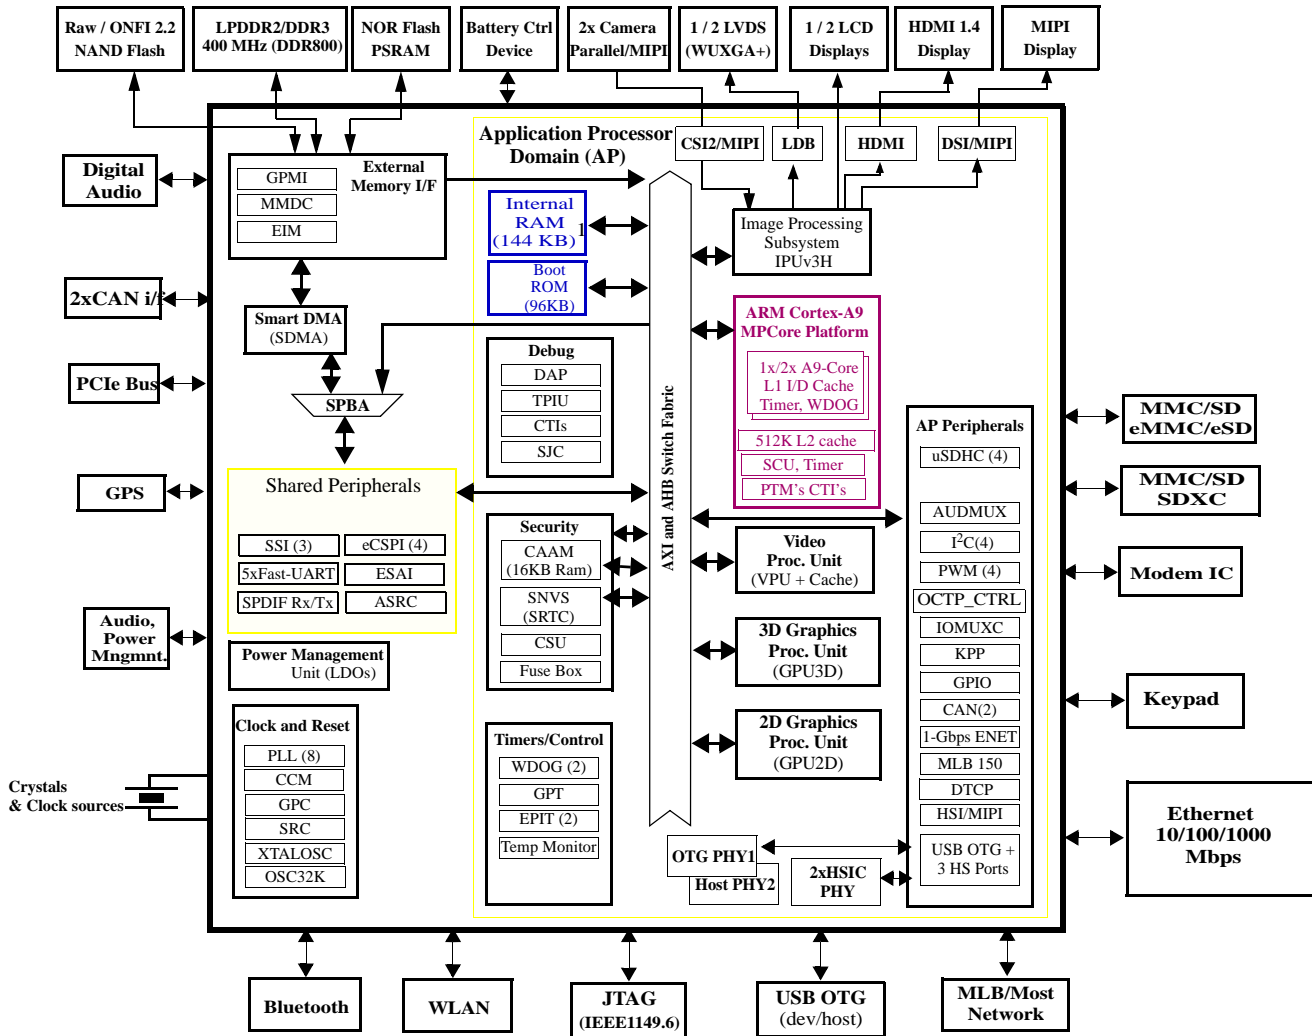 Raw / ONFI 2.2
NAND Flash
LPDDR2/DDR3
400 MHz (DDR800)
NOR Flash
PSRAM
Battery Ctrl
Device
2x Camera
Parallel/MIPI
1 / 2 LVDS
(WUXGA+)
1 / 2 LCD
Displays
HDMI 1.4
Display
MIPI
Display
Digital
Audio
2xCAN i/f
PCIe Bus
GPS
Audio,
Power
Mngmnt.
Crystals
& Clock sources
External
Memory I/F
GPMI
MMDC
EIM
Smart DMA
(SDMA)
SPBA
Shared Peripherals
SSI (3)
eCSPI (4)
5xFast-UART
ESAI
SPDIF Rx/Tx
ASRC
Power Management
Unit (LDOs)
Clock and Reset
PLL (8)
CCM
GPC
SRC
XTALOSC
OSC32K
Application Processor
Domain (AP)
Internal
RAM
(144 KB) 1
Boot
ROM
(96KB)
Debug
DAP
TPIU
CTIs
SJC
Security
CAAM
(16KB Ram)
SNVS
(SRTC)
CSU
Fuse Box
Timers/Control
WDOG (2)
GPT
EPIT (2)
Temp Monitor
AXI and AHB Switch Fabric
CSI2/MIPI
LDB
HDMI
DSI/MIPI
Image Processing
Subsystem
IPUv3H
ARM Cortex-A9
MPCore Platform
1x/2x A9-Core
L1 I/D Cache
Timer, WDOG
512K L2 cache
SCU, Timer
PTM's CTI's
Video
Proc. Unit
(VPU + Cache)
3D Graphics
Proc. Unit
(GPU3D)
2D Graphics
Proc. Unit
(GPU2D)
OTG PHY1
Host PHY2
2xHSIC
PHY
AP Peripherals
uSDHC (4)
AUDMUX
I²C(4)
PWM (4)
OCTP_CTRL
IOMUXC
KPP
GPIO
CAN(2)
1-Gbps ENET
MLB 150
DTCP
HSI/MIPI
USB OTG +
3 HS Ports
MMC/SD
eMMC/eSD
MMC/SD
SDXC
Modem IC
Keypad
Ethernet
10/100/1000
Mbps
Bluetooth
WLAN
JTAG
(IEEE1149.6)
USB OTG
(dev/host)
MLB/Most
Network